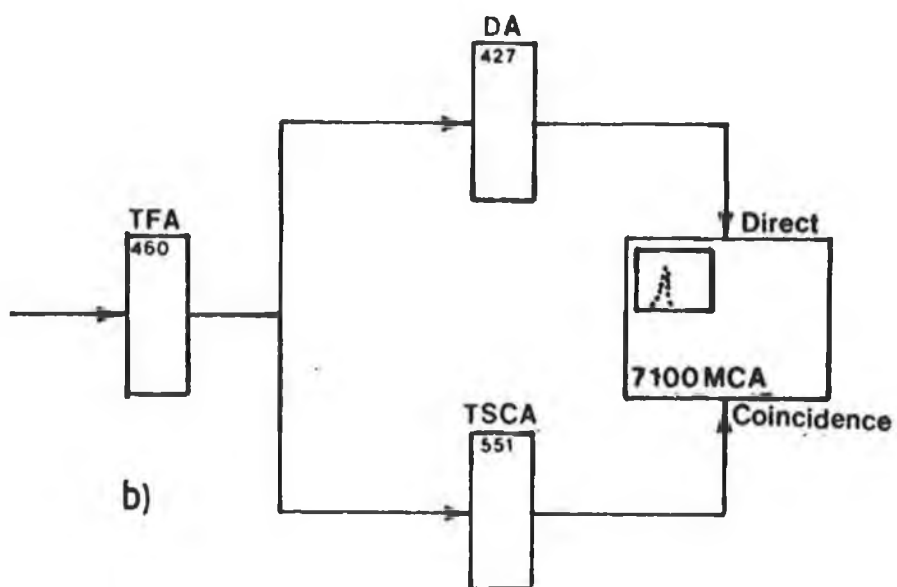 DA
427
TFA
460
Direct
7100 MCA
TSCA
551
Coincidence
b)